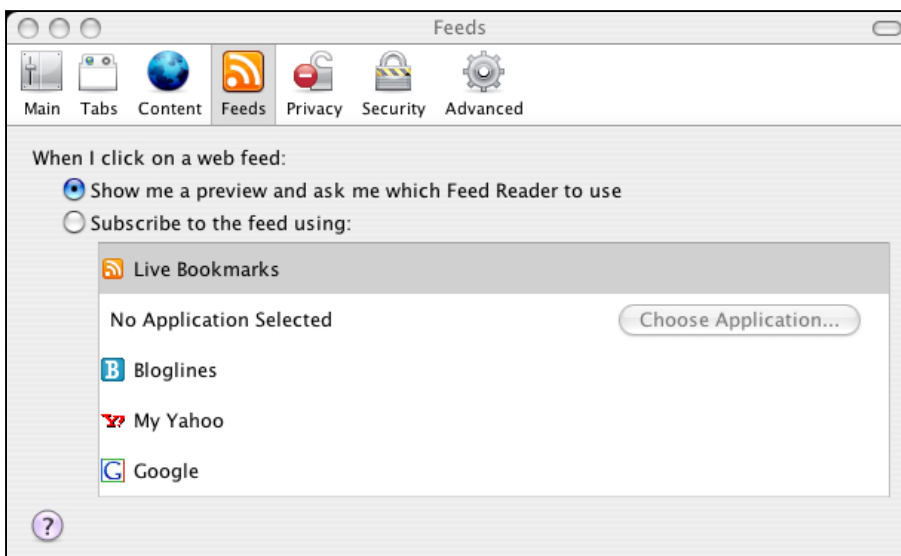 Feeds
Main Tabs Content Feeds Privacy Security Advanced
When I click on a web feed:
Show me a preview and ask me which Feed Reader to use
Subscribe to the feed using:
Live Bookmarks
No Application Selected Choose Application...
B Bloglines
Y! My Yahoo
G Google
?